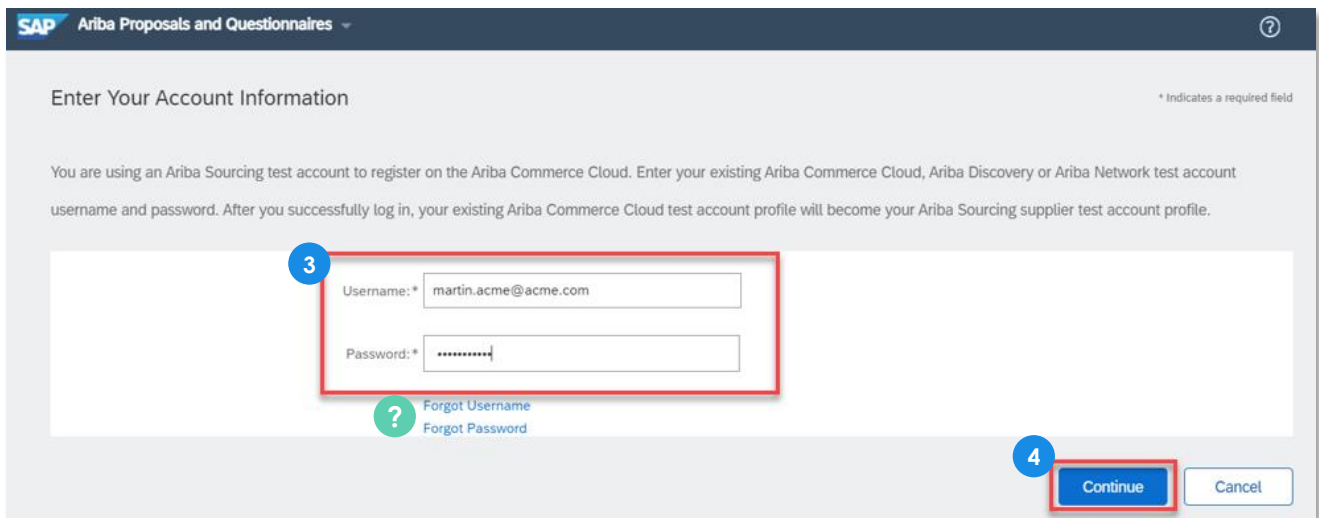 SAP Ariba Proposals and Questionnaires
?
Enter Your Account Information
* Indicates a required field
You are using an Ariba Sourcing test account to register on the Ariba Commerce Cloud. Enter your existing Ariba Commerce Cloud, Ariba Discovery or Ariba Network test account
username and password. After you successfully log in, your existing Ariba Commerce Cloud test account profile will become your Ariba Sourcing supplier test account profile.
3
Username:* martin.acme@acme.com
Password:* •••••••••••
?
Forgot Username
Forgot Password
4
Continue Cancel